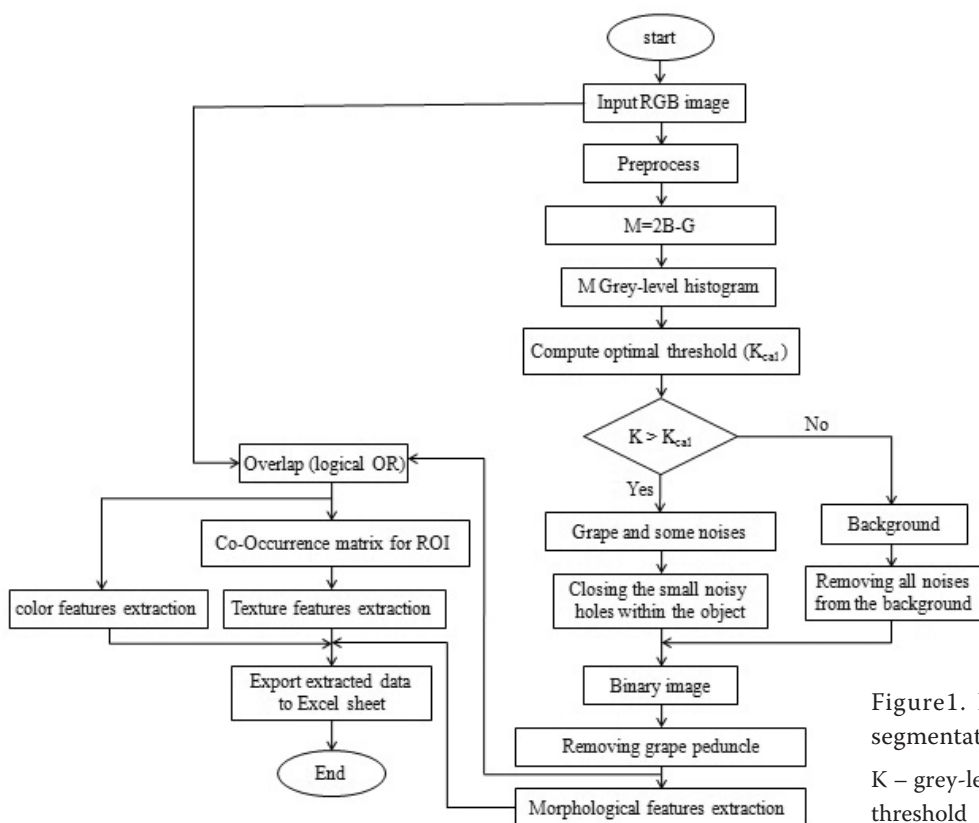 start
Input RGB image
Preprocess
M=2B-G
M Grey-level histogram
Compute optimal threshold (Kcal)
K > Kcal
No
Yes
Overlap (logical OR)
Co-Occurrence matrix for ROI
color features extraction
Texture features extraction
Export extracted data
to Excel sheet
End
Grape and some noises
Closing the small noisy
holes within the object
Background
Removing all noises
from the background
Binary image
Removing grape peduncle
Morphological features extraction
Figure1.
segmentat
K – grey-le
threshold